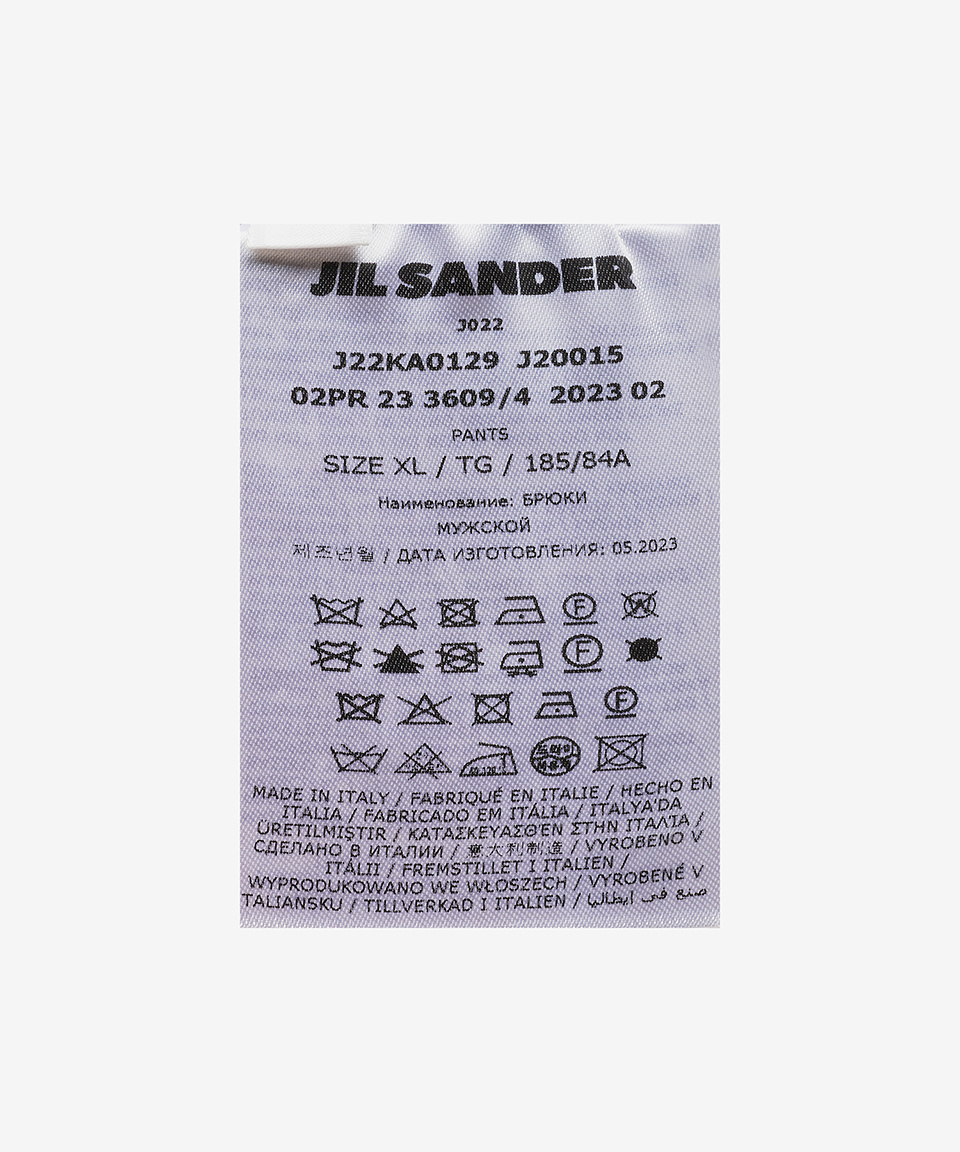 JIL SANDER
J022
J22KA0129 J20015
02PR 23 3609/4 2023 02
PANTS
SIZE XL / TG / 185/84A
Наименование: БРЮКИ
МУЖСКОЙ
제조년월 / ДАТА ИЗГОТОВЛЕНИЯ: 05.2023
F W
F
F
드라이
MADE IN ITALY / FABRIQUÉ EN ITALIE / HECHO EN
ITALIA / FABRICADO EM ITÁLIA / ITALYA'DA
ÜRETILMIŞTIR / ΚΑΤΑΣΚΕΥΑΣΘΈΝ ΣΤΗΝ ΙΤΑΛΊΑ /
СДЕЛАНО В ИТАЛИИ / 意大利制造 / VYROBENO V
ITÁLII / FREMSTILLET I ITALIEN /
WYPRODUKOWANO WE WŁOSZECH / VYROBENÉ V
TALIANSKU / TILLVERKAD I ITALIEN / صنع في ايطاليا